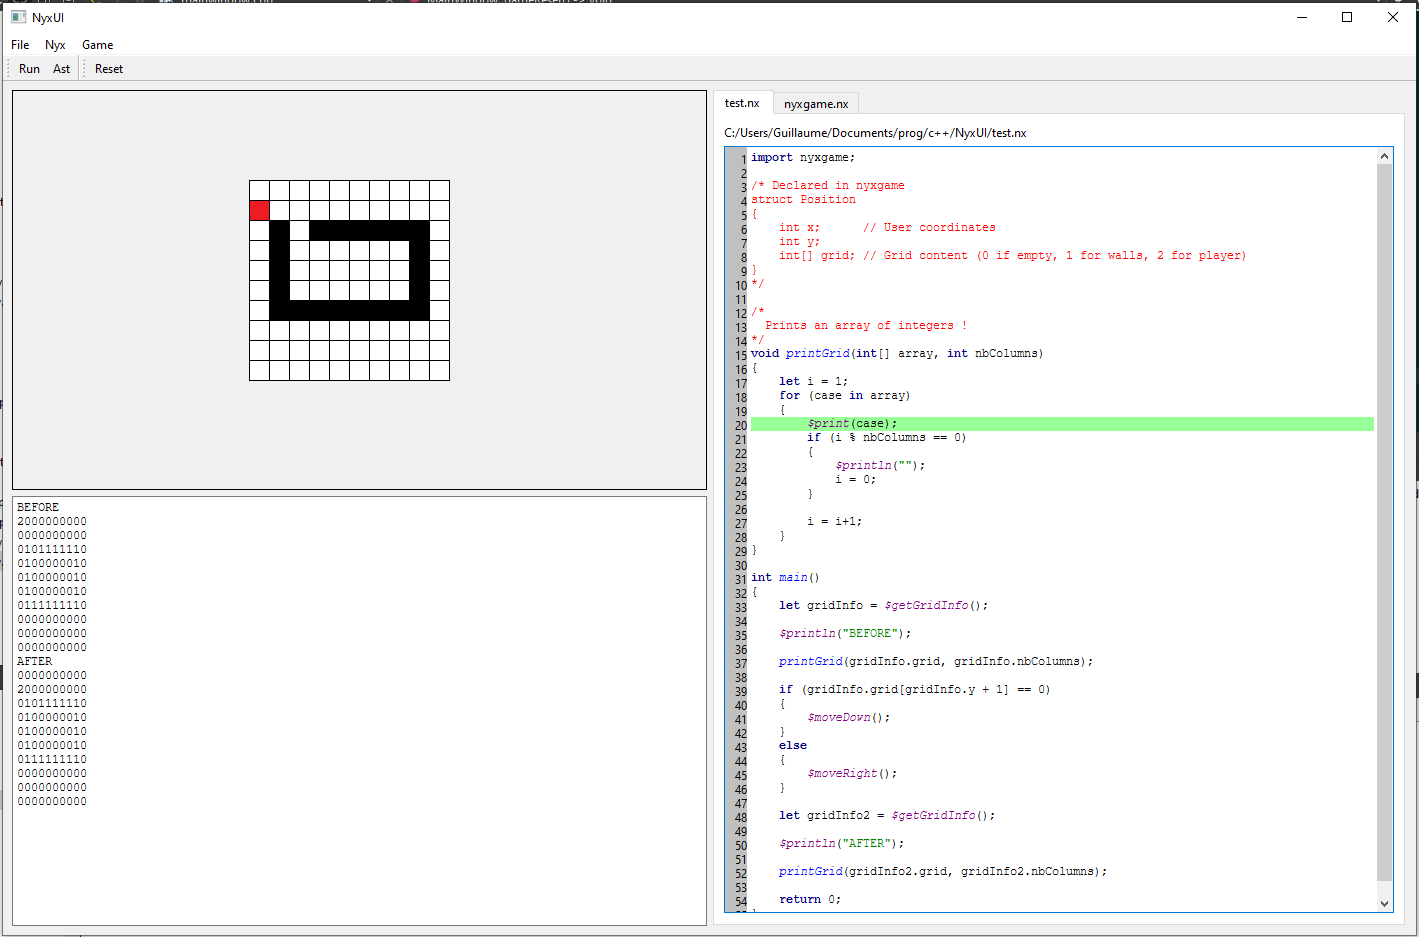 NyxUI
File Nyx Game
Run Ast Reset
BEFORE
2000000000
0000000000
0101111110
0100000010
0100000010
0100000010
0111111110
0000000000
0000000000
0000000000
AFTER
0000000000
2000000000
0101111110
0100000010
0100000010
0100000010
0111111110
0000000000
0000000000
0000000000
test.nx nyxgame.nx
C:/Users/Guillaume/Documents/prog/c++/NyxUI/test.nx
1 import nyxgame;
2
3 /* Declared in nyxgame
4 struct Position
5 {
6     int x;      // User coordinates
7     int y;
8     int[] grid; // Grid content (0 if empty, 1 for walls, 2 for player)
9 }
10 */
11
12 /*
13   Prints an array of integers !
14 */
15 void printGrid(int[] array, int nbColumns)
16 {
17     let i = 1;
18     for (case in array)
19     {
20         $print(case);
21         if (i % nbColumns == 0)
22         {
23             $println("");
24             i = 0;
25         }
26
27         i = i+1;
28     }
29 }
30
31 int main()
32 {
33     let gridInfo = $getGridInfo();
34
35     $println("BEFORE");
36
37     printGrid(gridInfo.grid, gridInfo.nbColumns);
38
39     if (gridInfo.grid[gridInfo.y + 1] == 0)
40     {
41         $moveDown();
42     }
43     else
44     {
45         $moveRight();
46     }
47
48     let gridInfo2 = $getGridInfo();
49
50     $println("AFTER");
51
52     printGrid(gridInfo2.grid, gridInfo2.nbColumns);
53
54     return 0;